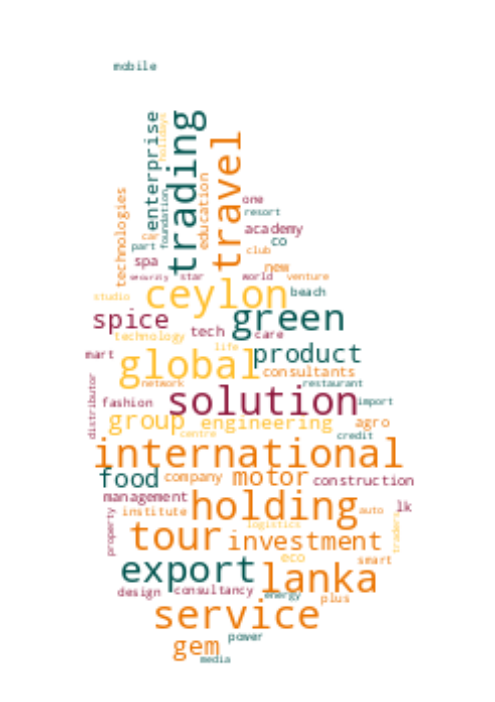 mobile
enterprise
holidays
trading
travel
foundation
education
technologies
one
resort
academy
car
co
part
club
spa
new
security
star
world
venture
ceylon
beach
studio
spice
green
technology
tech
care
life
mart
global
product
consultants
network
restaurant
distributor
fashion
solution
import
group
engineering
agro
centre
credit
international
food
company
motor
construction
management
holding
lk
institute
auto
property
logistics
traders
tour
investment
eco
smart
export
lanka
design
consultancy
energy
plus
service
power
gem
media